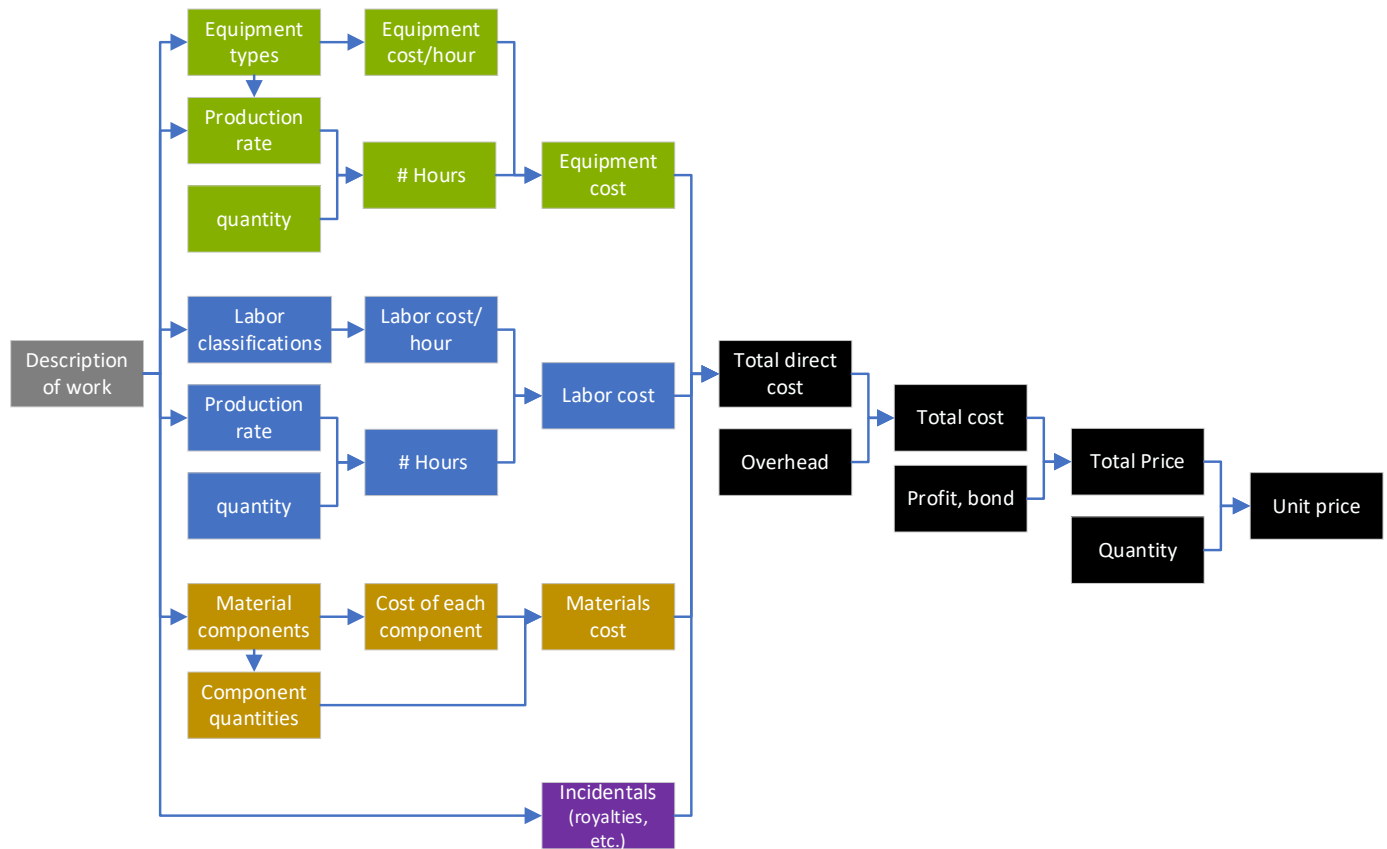 Equipment
types
Equipment
cost/hour
Production
rate
# Hours
Equipment
cost
quantity
Labor
classifications
Labor cost/
hour
Description
of work
Production
rate
Labor cost
# Hours
quantity
Total direct
cost
Overhead
Total cost
Profit, bond
Total Price
Quantity
Unit price
Material
components
Cost of each
component
Materials
cost
Component
quantities
Incidentals
(royalties,
etc.)